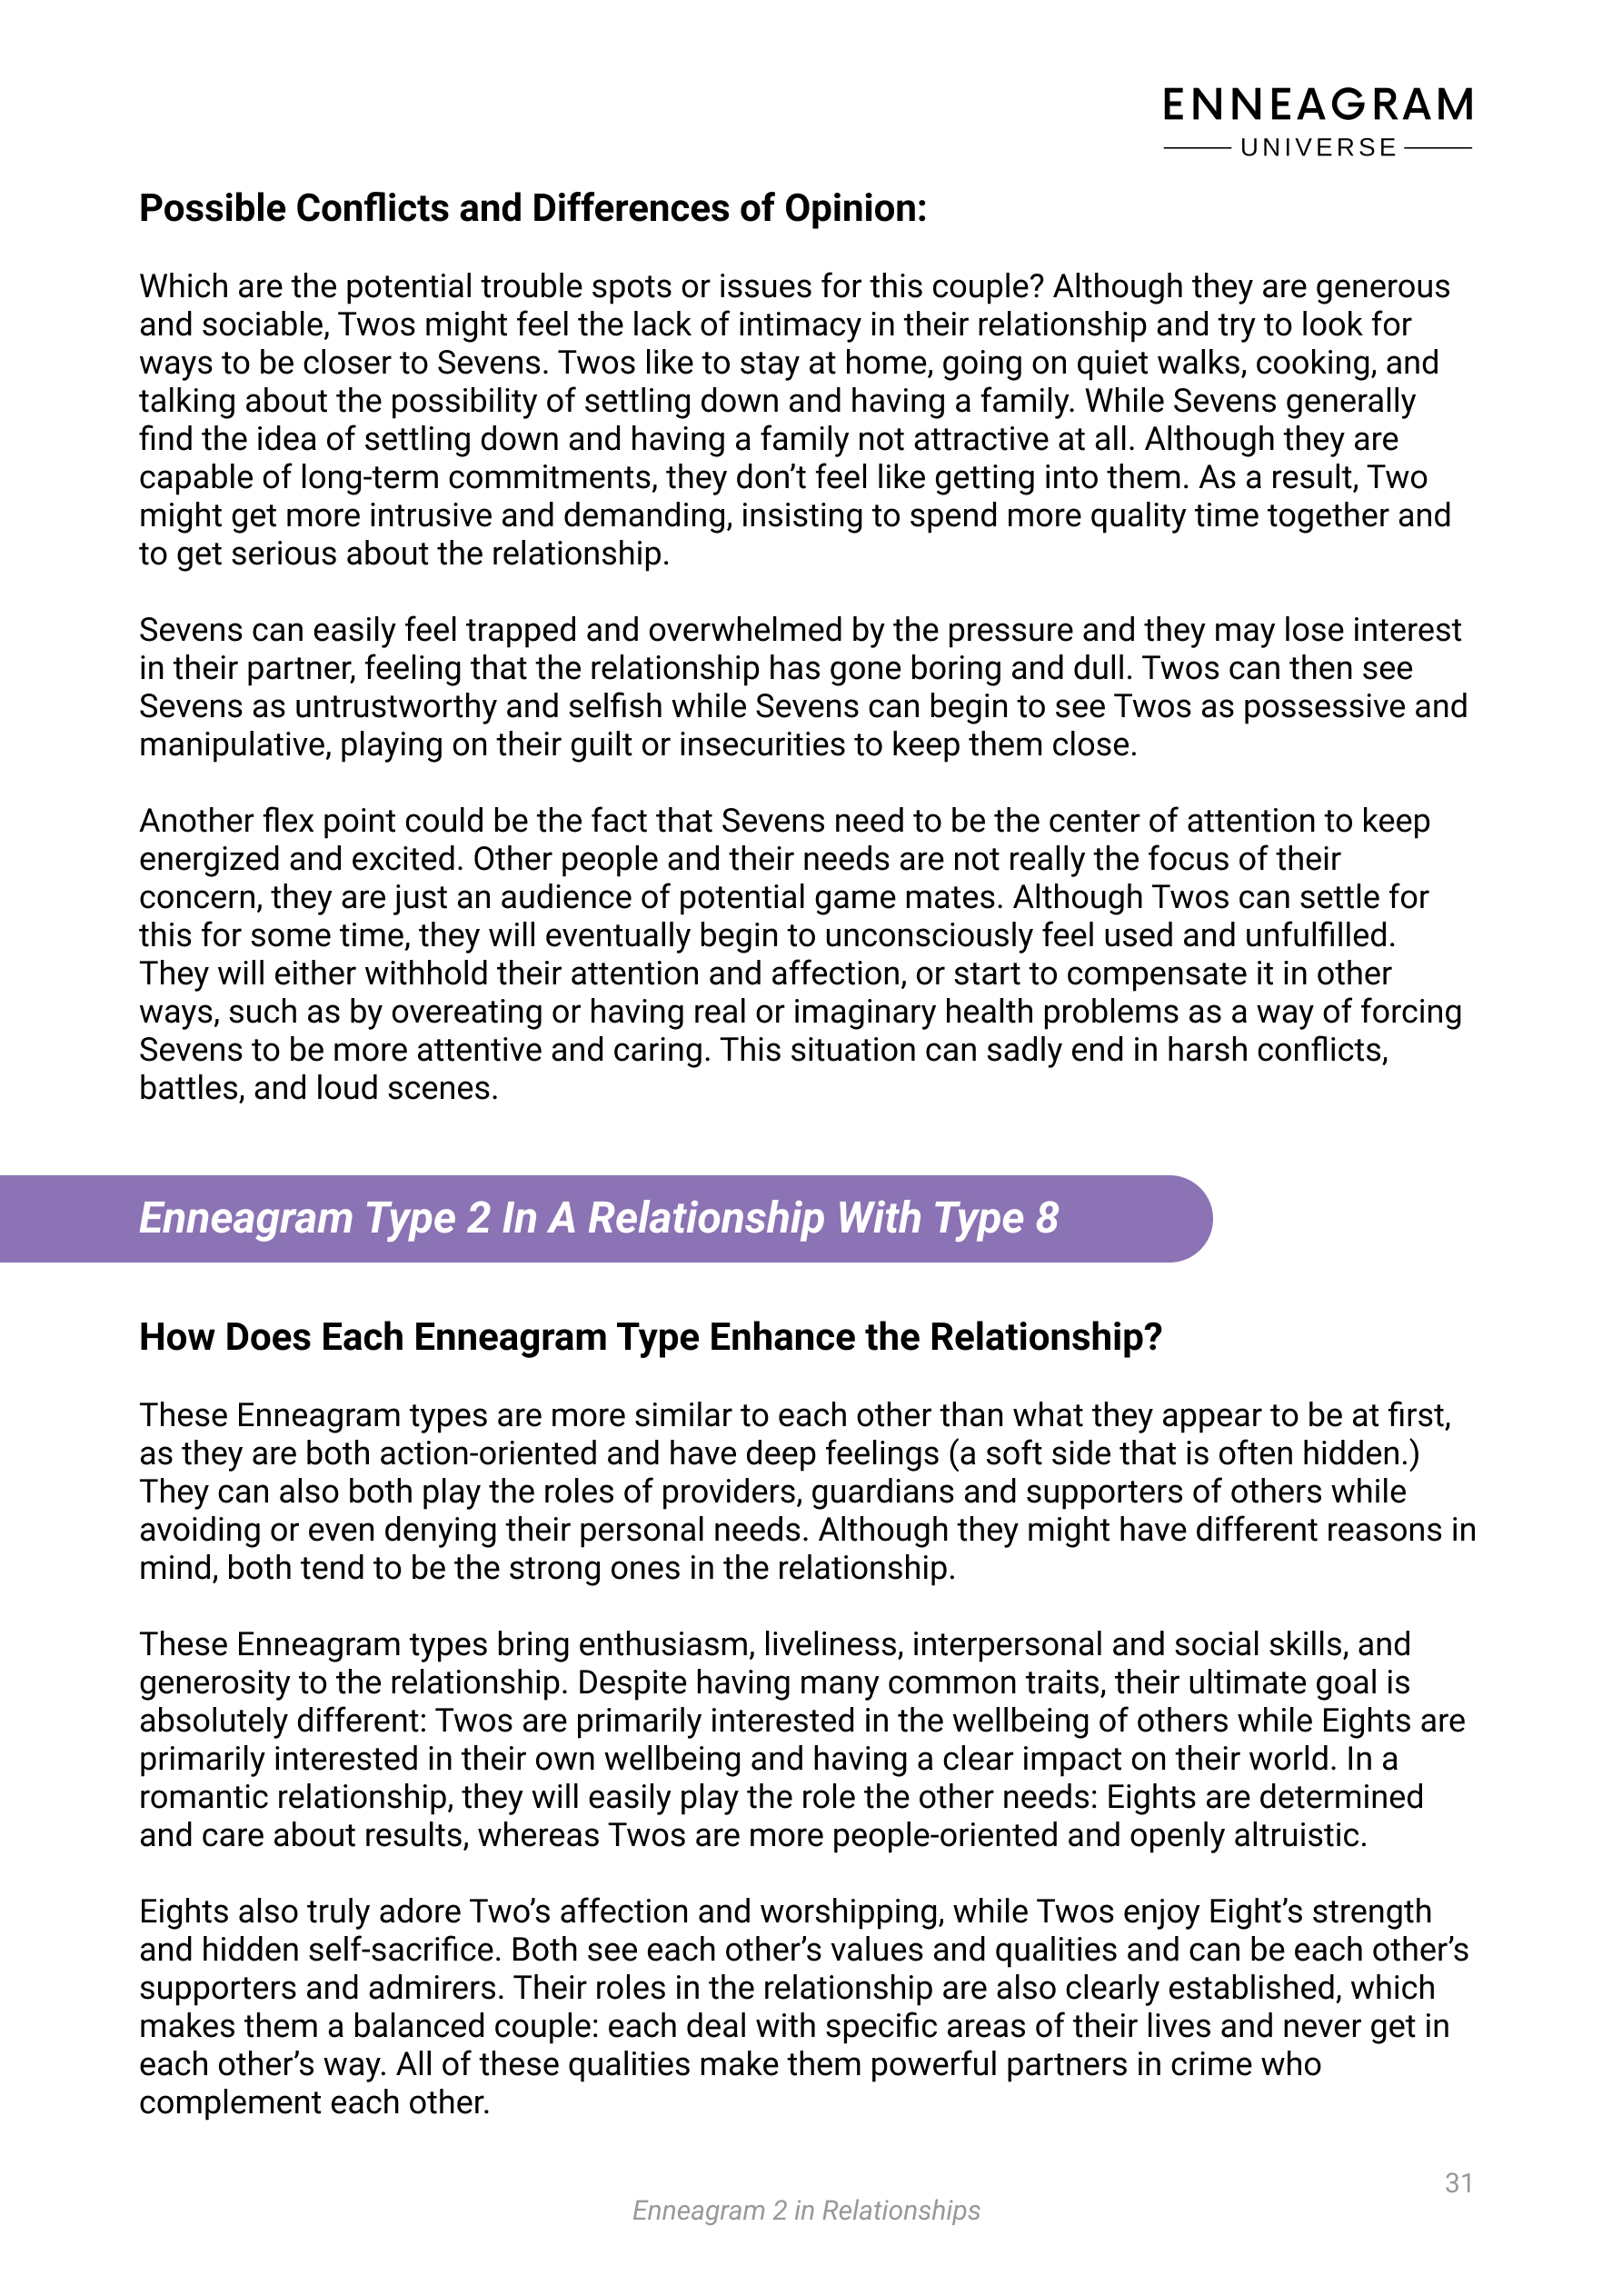 ENNEAGRAM
UNIVERSE
Possible Conflicts and Differences of Opinion:
Which are the potential trouble spots or issues for this couple? Although they are generous
and sociable, Twos might feel the lack of intimacy in their relationship and try to look for
ways to be closer to Sevens. Twos like to stay at home, going on quiet walks, cooking, and
talking about the possibility of settling down and having a family. While Sevens generally
find the idea of settling down and having a family not attractive at all. Although they are
capable of long-term commitments, they don’t feel like getting into them. As a result, Two
might get more intrusive and demanding, insisting to spend more quality time together and
to get serious about the relationship.
Sevens can easily feel trapped and overwhelmed by the pressure and they may lose interest
in their partner, feeling that the relationship has gone boring and dull. Twos can then see
Sevens as untrustworthy and selfish while Sevens can begin to see Twos as possessive and
manipulative, playing on their guilt or insecurities to keep them close.
Another flex point could be the fact that Sevens need to be the center of attention to keep
energized and excited. Other people and their needs are not really the focus of their
concern, they are just an audience of potential game mates. Although Twos can settle for
this for some time, they will eventually begin to unconsciously feel used and unfulfilled.
They will either withhold their attention and affection, or start to compensate it in other
ways, such as by overeating or having real or imaginary health problems as a way of forcing
Sevens to be more attentive and caring. This situation can sadly end in harsh conflicts,
battles, and loud scenes.
Enneagram Type 2 In A Relationship With Type 8
How Does Each Enneagram Type Enhance the Relationship?
These Enneagram types are more similar to each other than what they appear to be at first,
as they are both action-oriented and have deep feelings (a soft side that is often hidden.)
They can also both play the roles of providers, guardians and supporters of others while
avoiding or even denying their personal needs. Although they might have different reasons in
mind, both tend to be the strong ones in the relationship.
These Enneagram types bring enthusiasm, liveliness, interpersonal and social skills, and
generosity to the relationship. Despite having many common traits, their ultimate goal is
absolutely different: Twos are primarily interested in the wellbeing of others while Eights are
primarily interested in their own wellbeing and having a clear impact on their world. In a
romantic relationship, they will easily play the role the other needs: Eights are determined
and care about results, whereas Twos are more people-oriented and openly altruistic.
Eights also truly adore Two’s affection and worshipping, while Twos enjoy Eight’s strength
and hidden self-sacrifice. Both see each other’s values and qualities and can be each other’s
supporters and admirers. Their roles in the relationship are also clearly established, which
makes them a balanced couple: each deal with specific areas of their lives and never get in
each other’s way. All of these qualities make them powerful partners in crime who
complement each other.
31
Enneagram 2 in Relationships